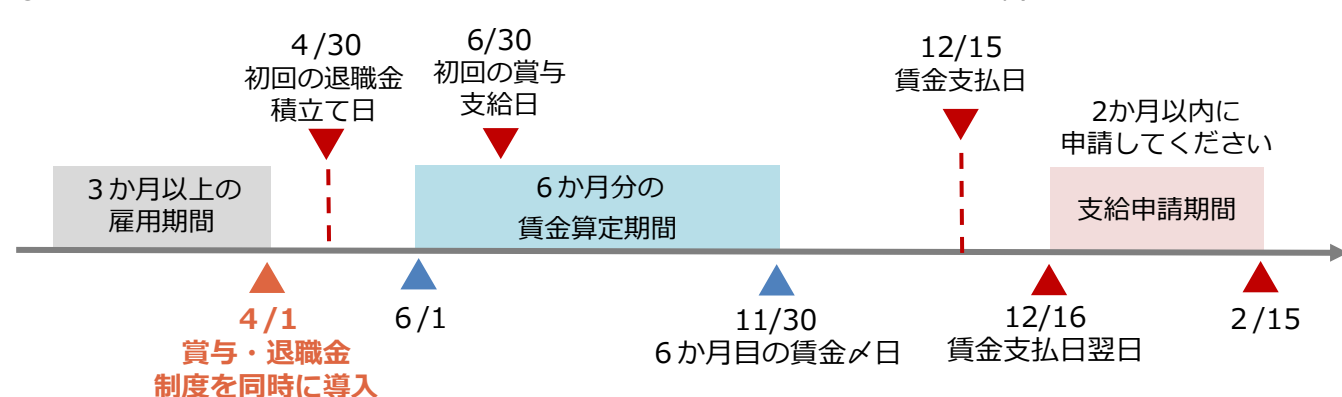 4/30
初回の退職金
積立て日
6/30
初回の賞与
支給日
12/15
賃金支払日
2か月以内に
申請してください
３か月以上の
雇用期間
６か月分の
賃金算定期間
支給申請期間
4/1
賞与・退職金
制度を同時に導入
6/1
11/30
６か月目の賃金〆日
12/16
賃金支払日翌日
2/15